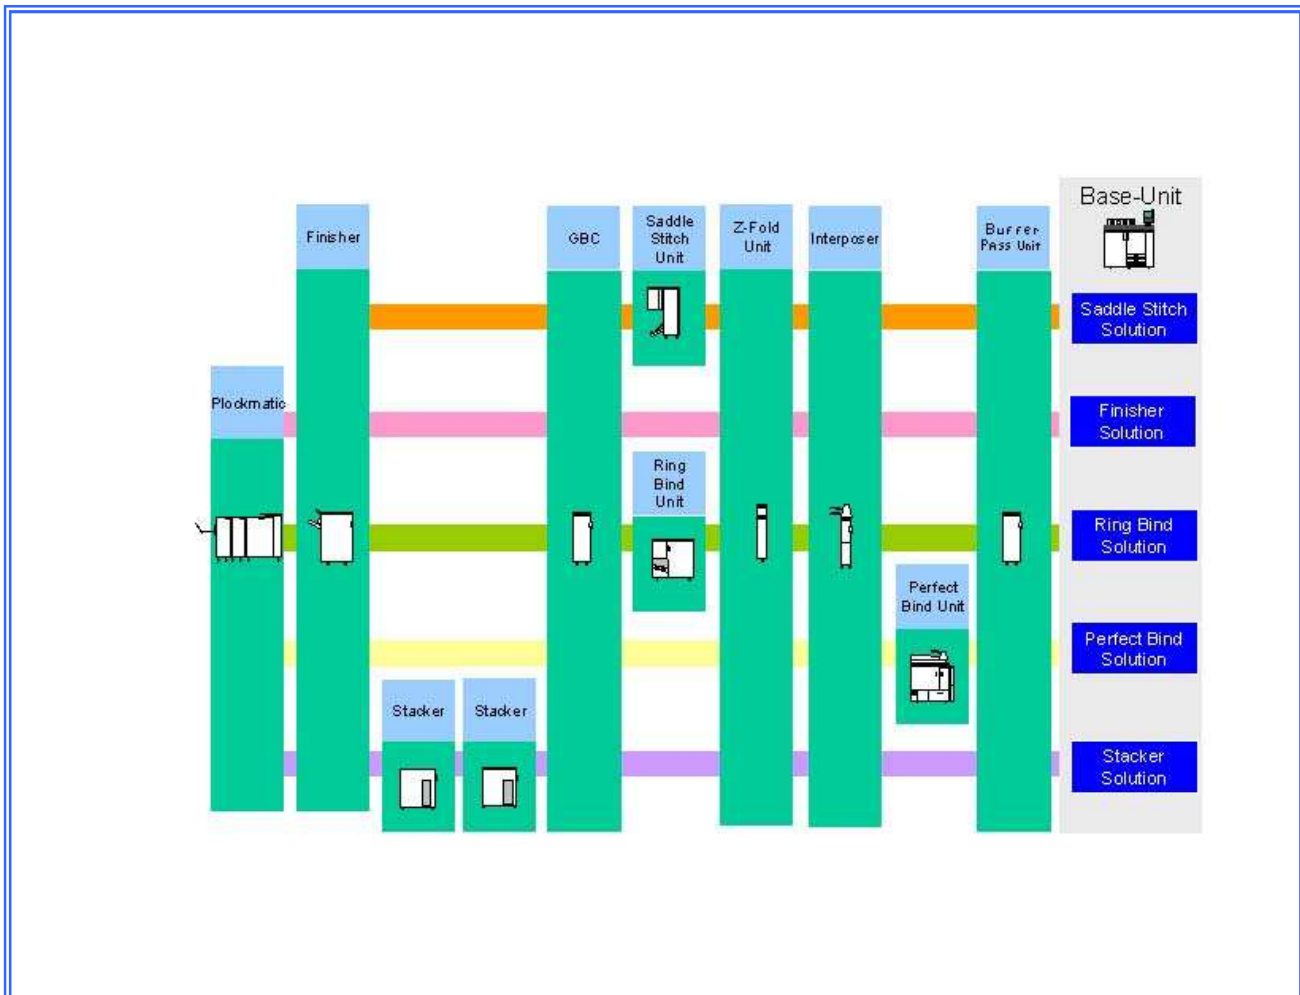 Base-Unit
Finisher
GBC
Saddle
Stitch
Unit
Z-Fold
Unit
Interposer
Buffer
Pass Unit
Saddle Stitch
Solution
Plockmatic
Finisher
Solution
Ring
Bind
Unit
Ring Bind
Solution
Perfect
Bind Unit
Perfect Bind
Solution
Stacker
Stacker
Stacker
Solution